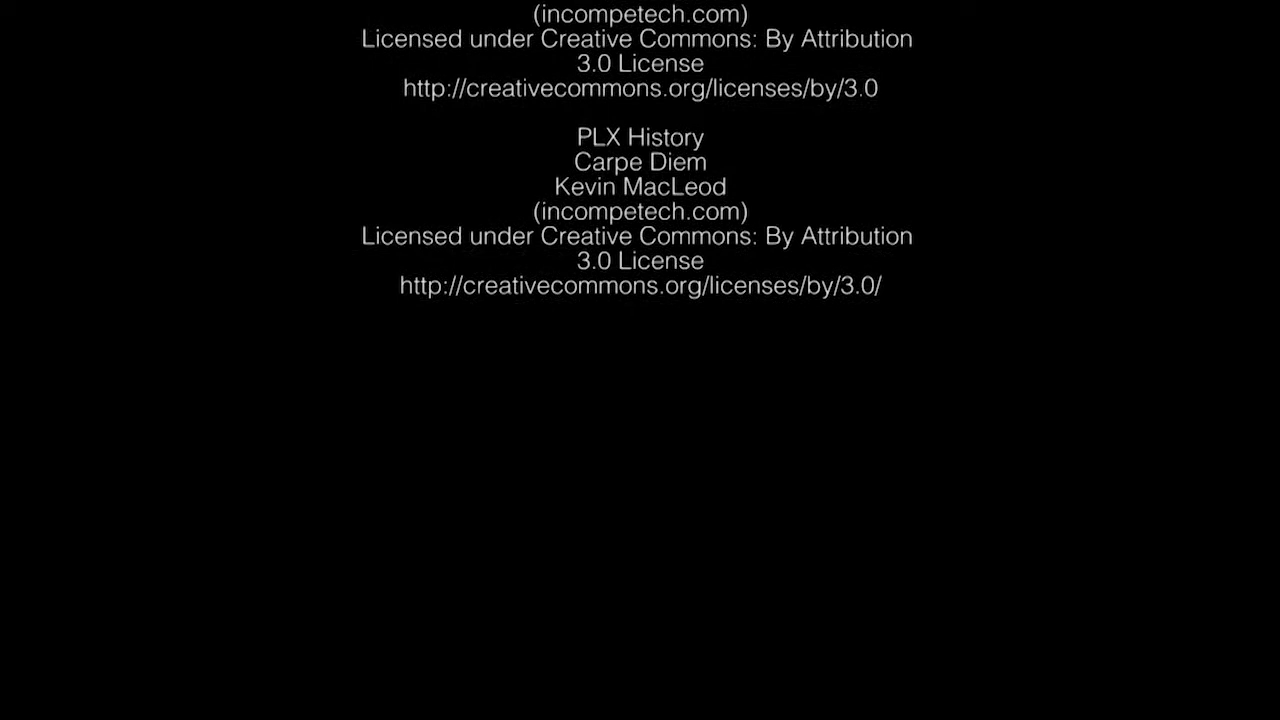 (incompetech.com)
Licensed under Creative Commons: By Attribution
3.0 License
http://creativecommons.org/licenses/by/3.0
PLX History
Carpe Diem
Kevin MacLeod
(incompetech.com)
Licensed under Creative Commons: By Attribution
3.0 License
http://creativecommons.org/licenses/by/3.0/